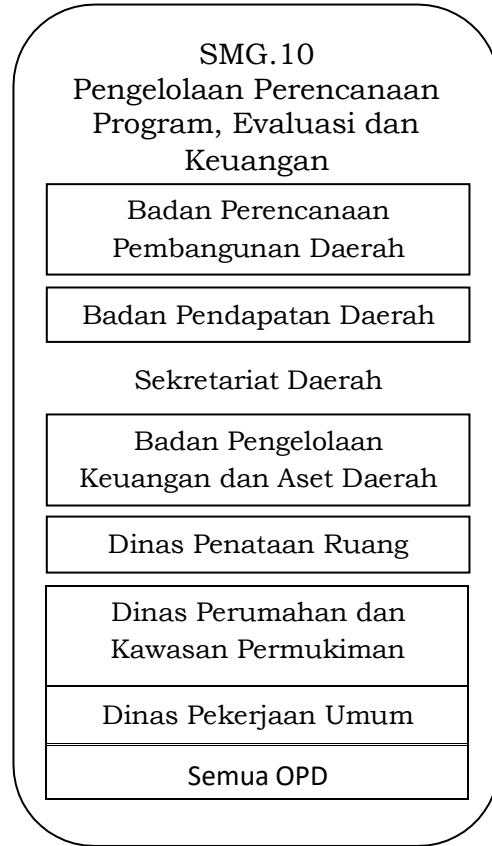 SMG.10
Pengelolaan Perencanaan
Program, Evaluasi dan
Keuangan
Badan Perencanaan
Pembangunan Daerah
Badan Pendapatan Daerah
Sekretariat Daerah
Badan Pengelolaan
Keuangan dan Aset Daerah
Dinas Penataan Ruang
Dinas Perumahan dan
Kawasan Permukiman
Dinas Pekerjaan Umum
Semua OPD